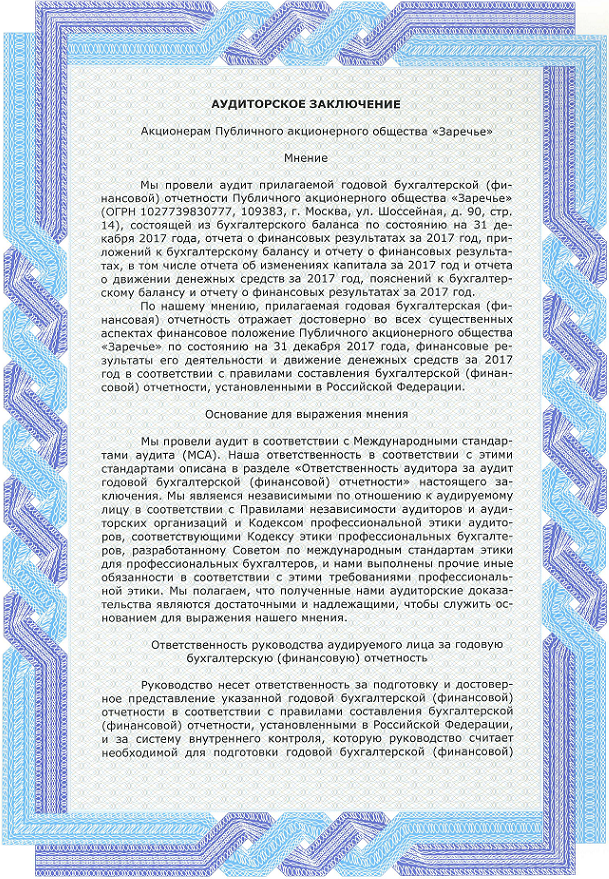 АУДИТОРСКОЕ ЗАКЛЮЧЕНИЕ
Акционерам Публичного акционерного общества «Заречье»
Мнение
Мы провели аудит прилагаемой годовой бухгалтерской (фи-
нансовой) отчетности Публичного акционерного общества «Заречье»
(ОГРН 1027739830777, 109383, г. Москва, ул. Шоссейная, д. 90, стр.
14), состоящей из бухгалтерского баланса по состоянию на 31 де-
кабря 2017 года, отчета о финансовых результатах за 2017 год, при-
ложений к бухгалтерскому балансу и отчету о финансовых результа-
тах, в том числе отчета об изменениях капитала за 2017 год и отчета
о движении денежных средств за 2017 год, пояснений к бухгалтер-
скому балансу и отчету о финансовых результатах за 2017 год.
По нашему мнению, прилагаемая годовая бухгалтерская (фи-
нансовая) отчетность отражает достоверно во всех существенных
аспектах финансовое положение Публичного акционерного общества
«Заречье» по состоянию на 31 декабря 2017 года, финансовые ре-
зультаты его деятельности и движение денежных средств за 2017
год в соответствии с правилами составления бухгалтерской (финан-
совой) отчетности, установленными в Российской Федерации.
Основание для выражения мнения
Мы провели аудит в соответствии с Международными стандар-
тами аудита (МСА). Наша ответственность в соответствии с этими
стандартами описана в разделе «Ответственность аудитора за аудит
годовой бухгалтерской (финансовой) отчетности» настоящего за-
ключения. Мы являемся независимыми по отношению к аудируемому
лицу в соответствии с Правилами независимости аудиторов и ауди-
торских организаций и Кодексом профессиональной этики аудито-
ров, соответствующими Кодексу этики профессиональных бухгалте-
ров, разработанному Советом по международным стандартам этики
для профессиональных бухгалтеров, и нами выполнены прочие иные
обязанности в соответствии с этими требованиями профессиональ-
ной этики. Мы полагаем, что полученные нами аудиторские доказа-
тельства являются достаточными и надлежащими, чтобы служить ос-
нованием для выражения нашего мнения.
Ответственность руководства аудируемого лица за годовую
бухгалтерскую (финансовую) отчетность
Руководство несет ответственность за подготовку и достовер-
ное представление указанной годовой бухгалтерской (финансовой)
отчетности в соответствии с правилами составления бухгалтерской
(финансовой) отчетности, установленными в Российской Федерации,
и за систему внутреннего контроля, которую руководство считает
необходимой для подготовки годовой бухгалтерской (финансовой)